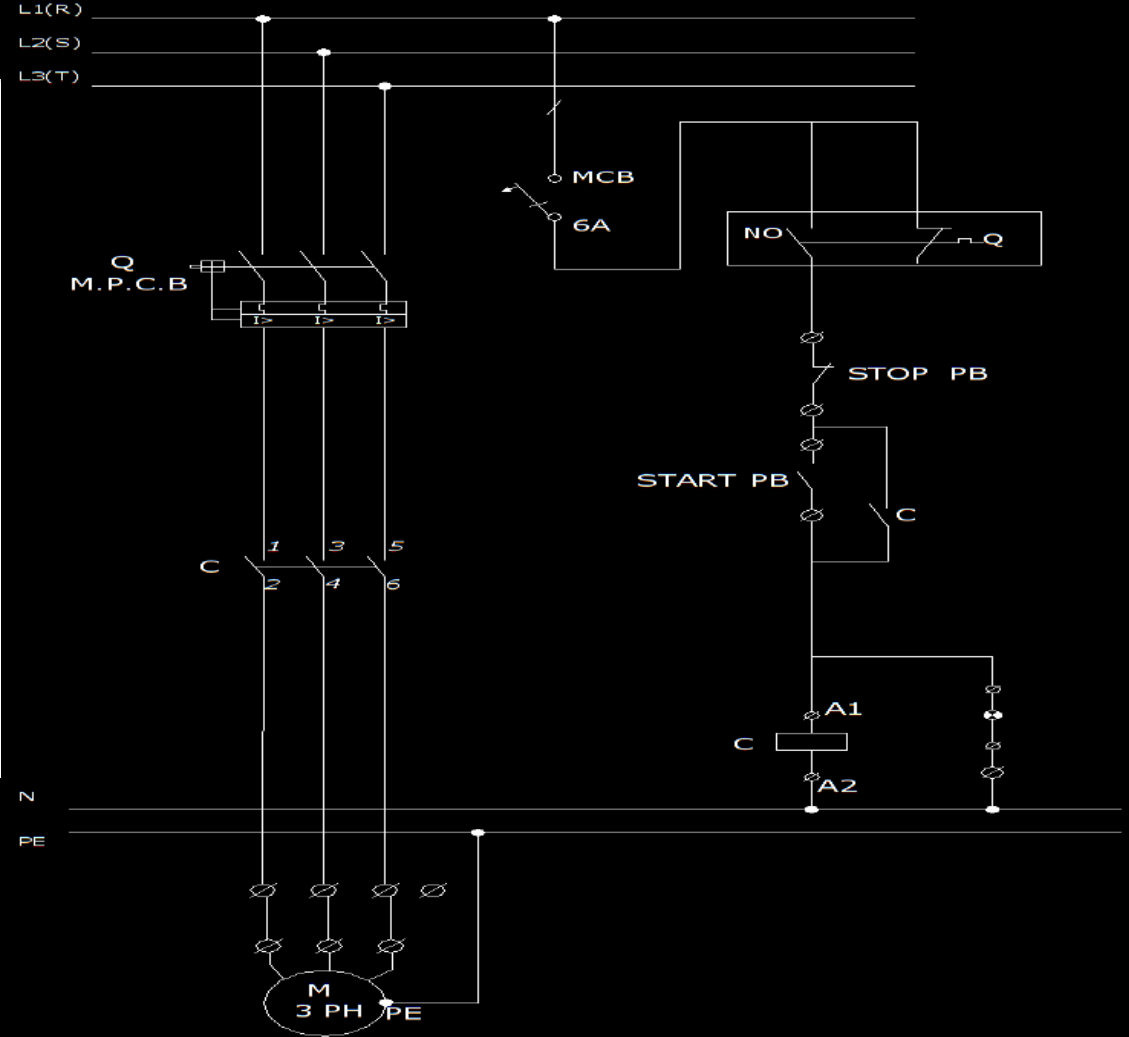 L1(R)
L2(S)
L3(T)
MCB
6A
NO
Q
Q
M.P.C.B
I> I> I>
STOP PB
START PB
C
1 3 5
C
2 4 6
A1
C
A2
N
PE
M
3 PH
PE